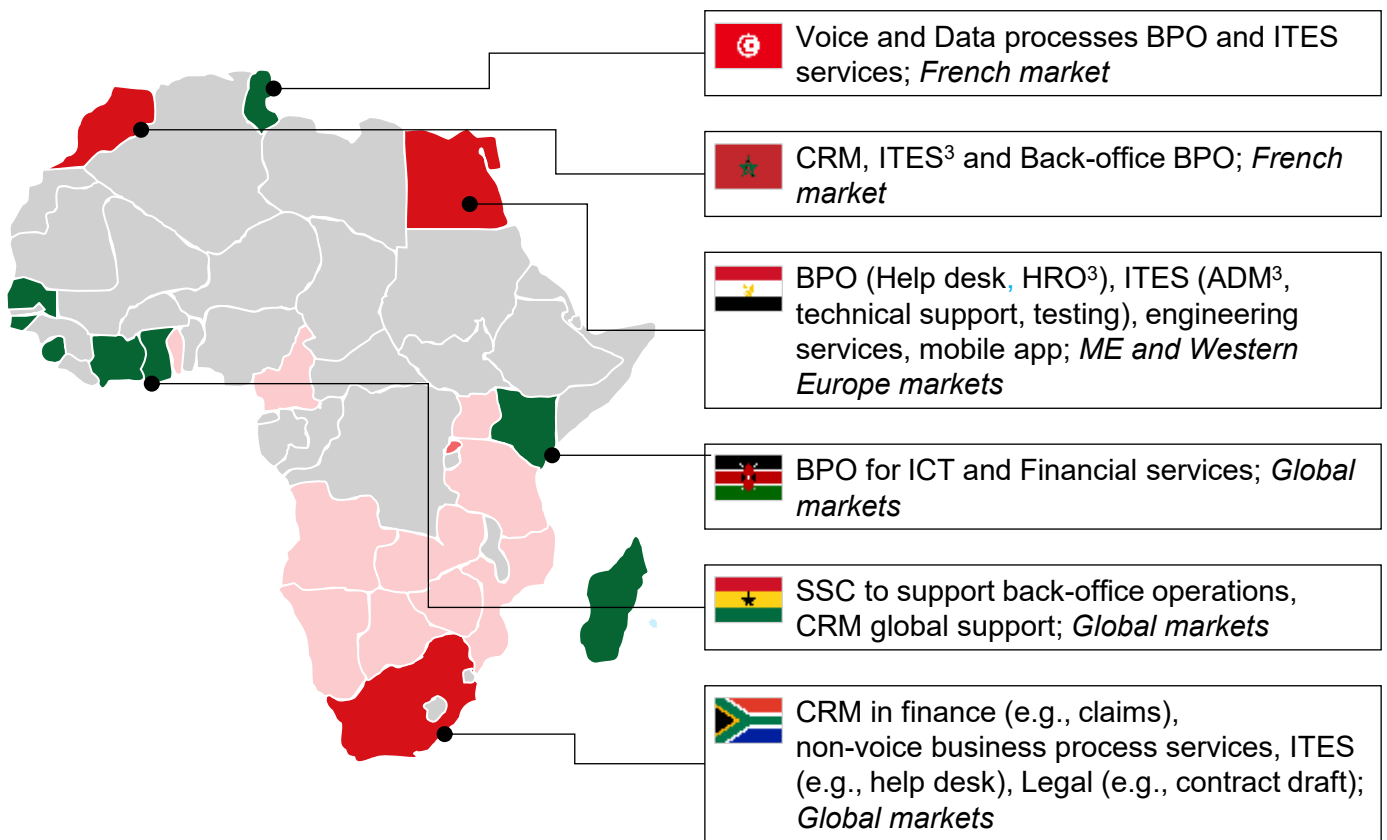 Voice and Data processes BPO and ITES
services; French market
CRM, ITES³ and Back-office BPO; French
market
BPO (Help desk, HRO³), ITES (ADM³,
technical support, testing), engineering
services, mobile app; ME and Western
Europe markets
BPO for ICT and Financial services; Global
markets
SSC to support back-office operations,
CRM global support; Global markets
CRM in finance (e.g., claims),
non-voice business process services, ITES
(e.g., help desk), Legal (e.g., contract draft);
Global markets